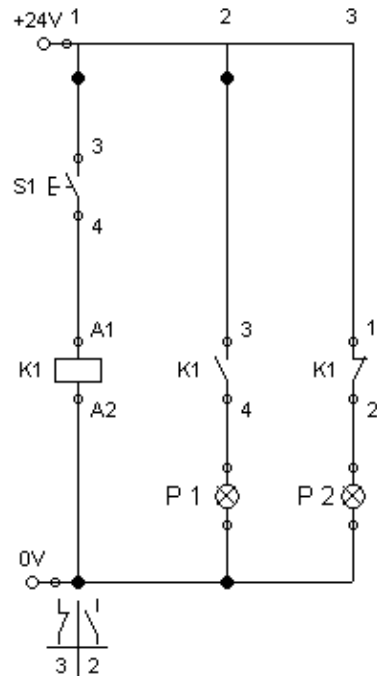 +24V 1 2 3
3
S1
4
A1 3 1
K1 K1 K1
A2 4 2
P 1 P 2
0V
3 2